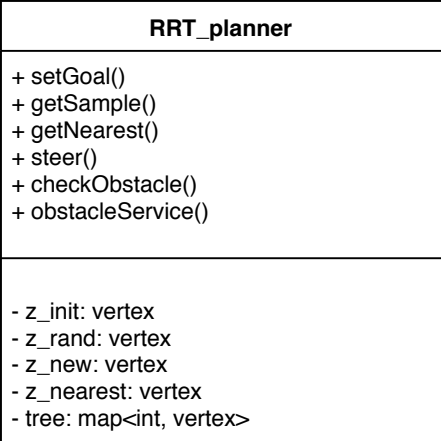 RRT_planner
+ setGoal()
+ getSample()
+ getNearest()
+ steer()
+ checkObstacle()
+ obstacleService()
- z_init: vertex
- z_rand: vertex
- z_new: vertex
- z_nearest: vertex
- tree: map<int, vertex>